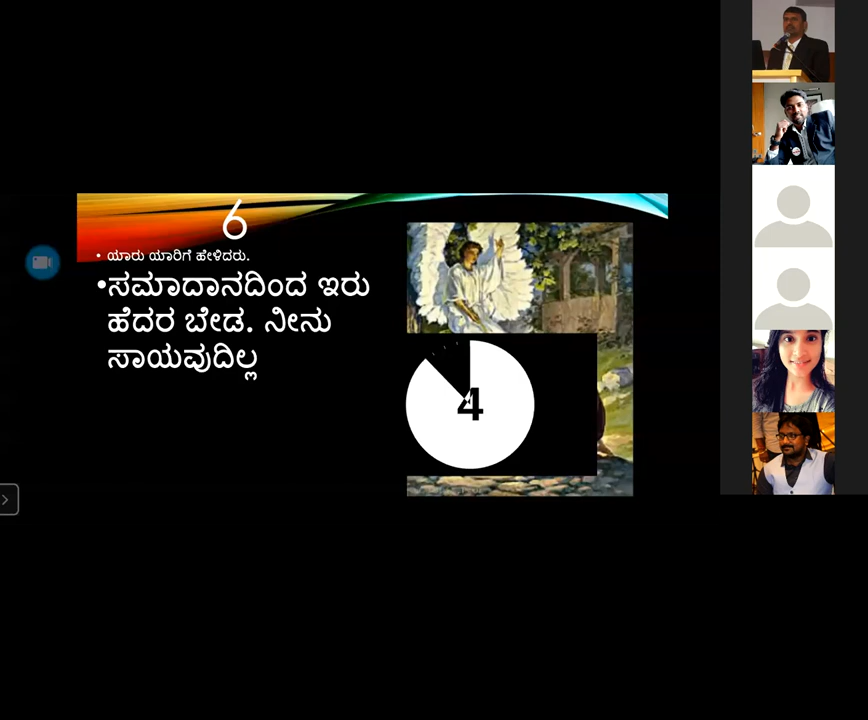 6
• ಯಾರು ಯಾರಿಗೆ ಹೇಳಿದರು.
•ಸಮಾದಾನದಿಂದ ಇರು
ಹೆದರ ಬೇಡ. ನೀನು
ಸಾಯವುದಿಲ್ಲ
4